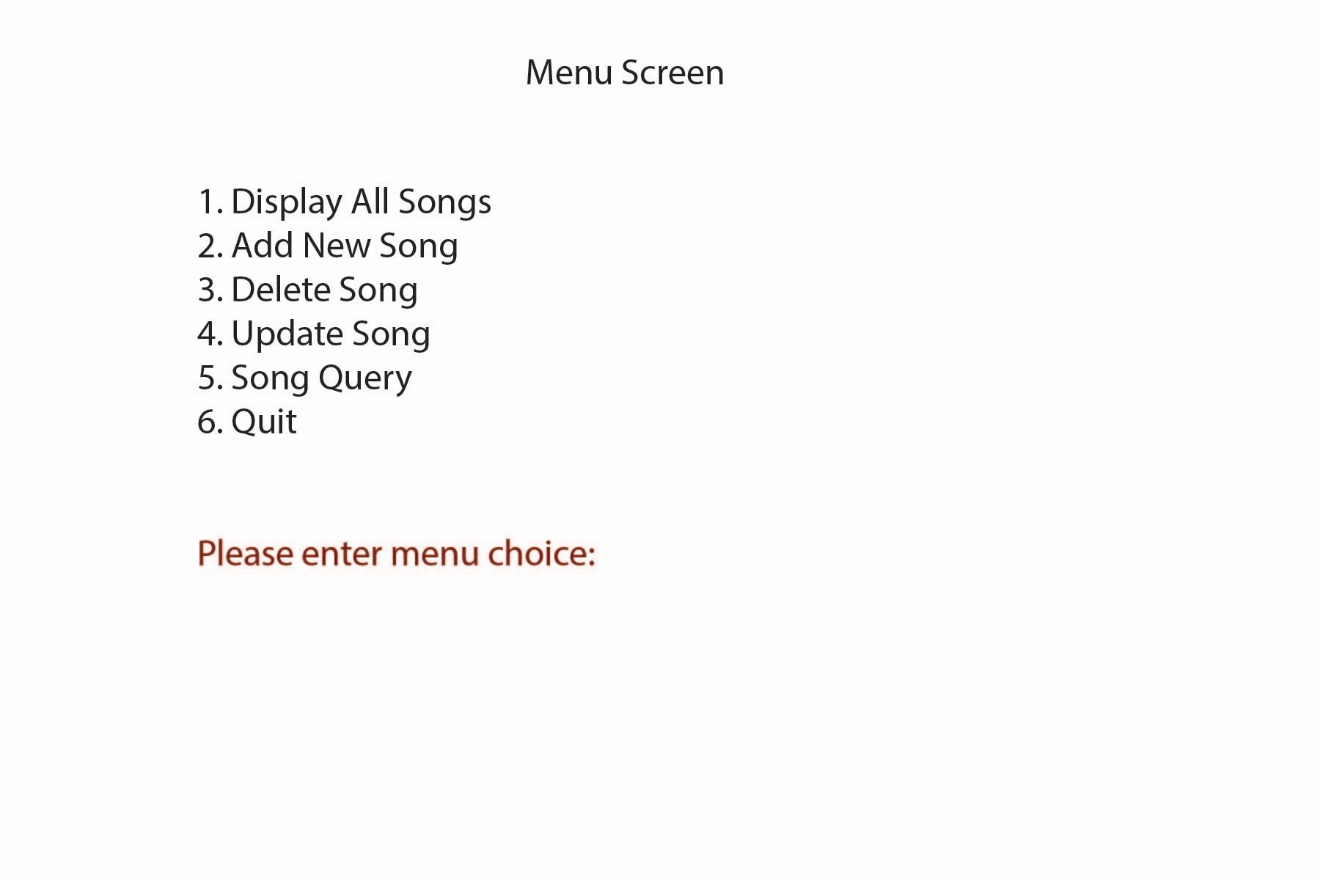 Menu Screen
1. Display All Songs
2. Add New Song
3. Delete Song
4. Update Song
5. Song Query
6. Quit
Please enter menu choice: